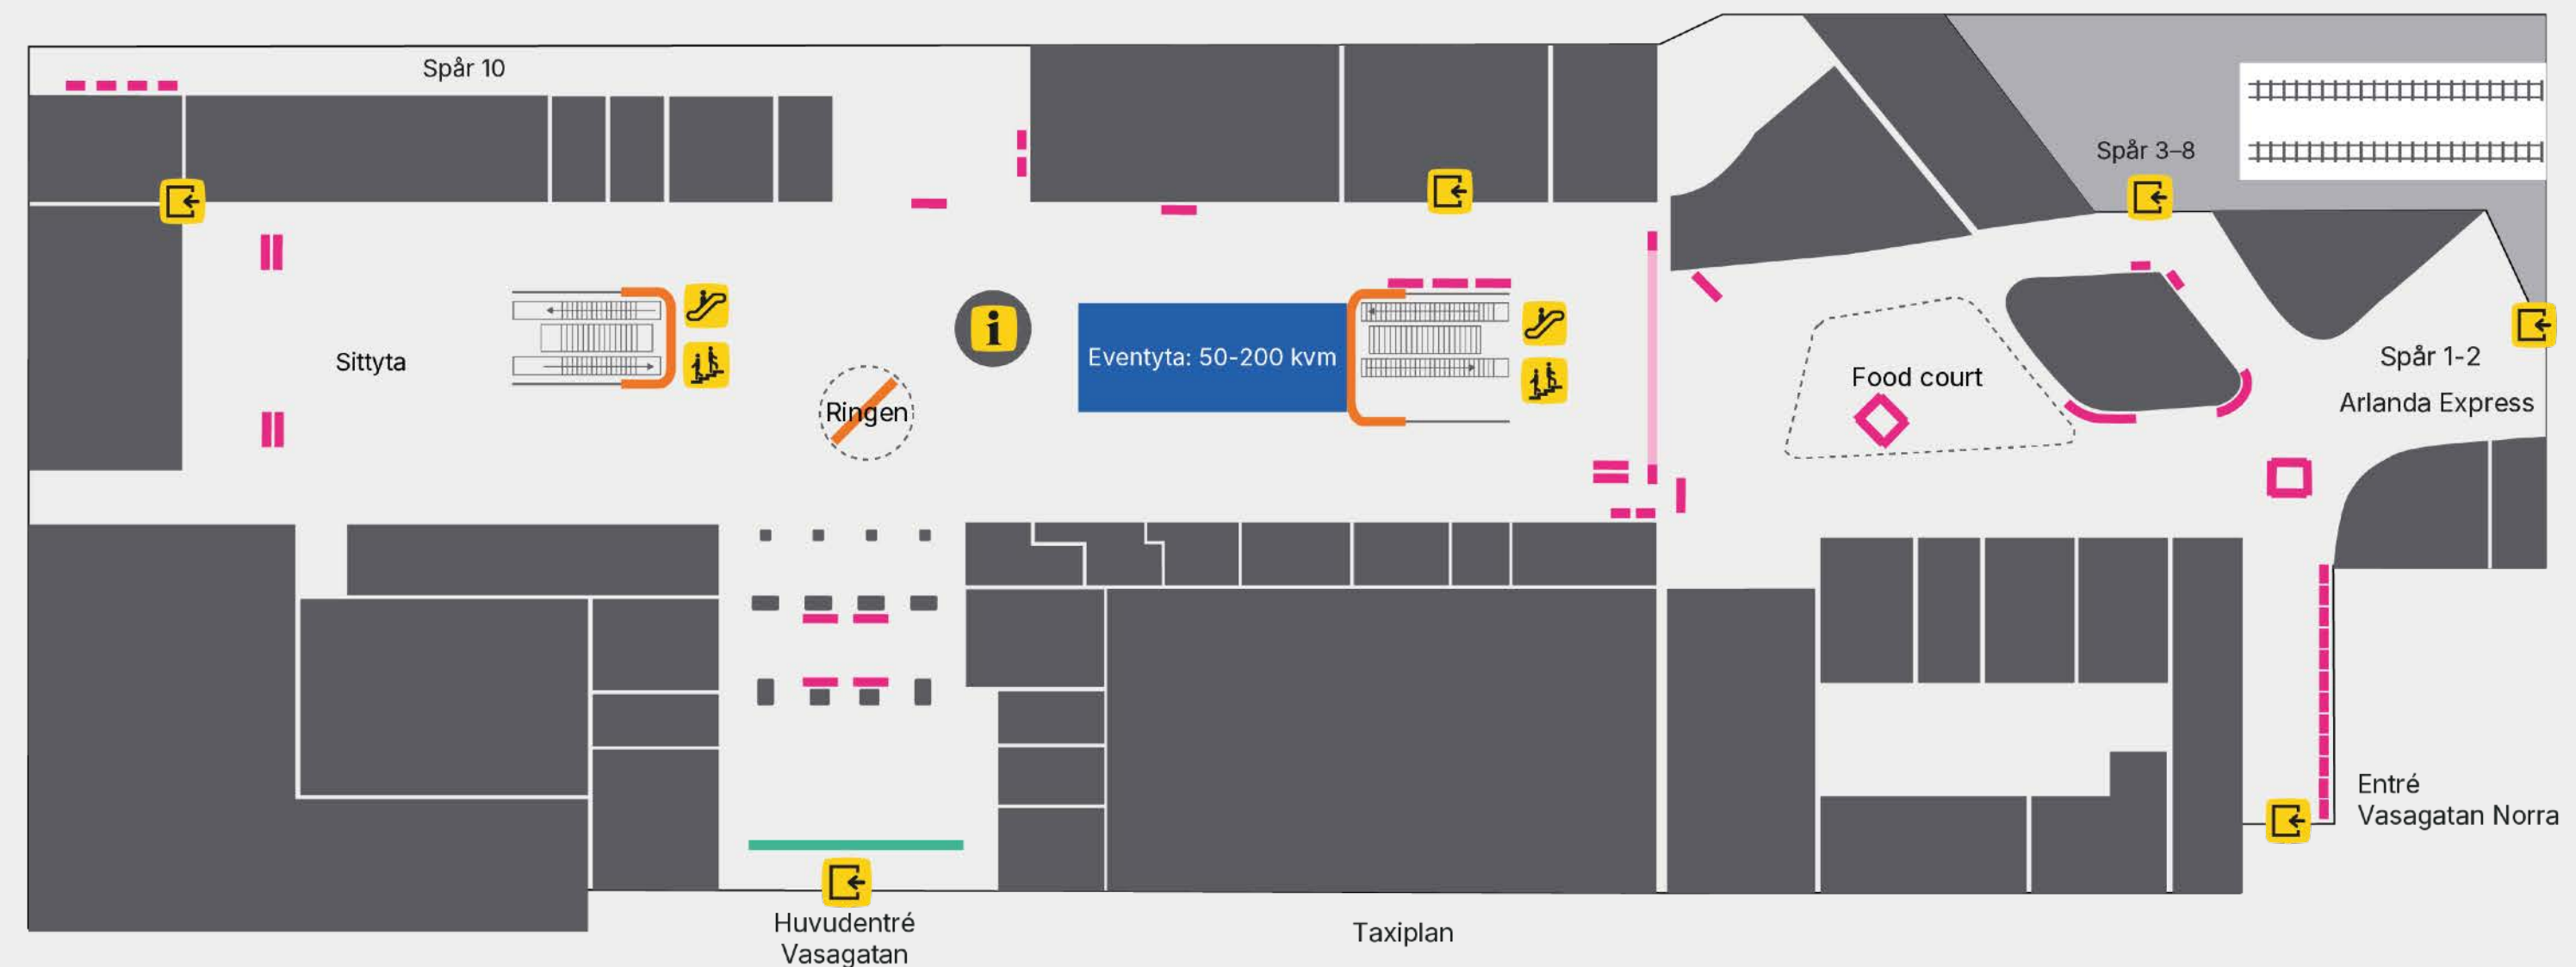 Spår 10
Spår 3–8
Sittyta
Eventyta: 50-200 kvm
Ringen
Food court
Spår 1-2
Arlanda Express
Entré
Vasagatan Norra
Huvudentré
Vasagatan
Taxiplan